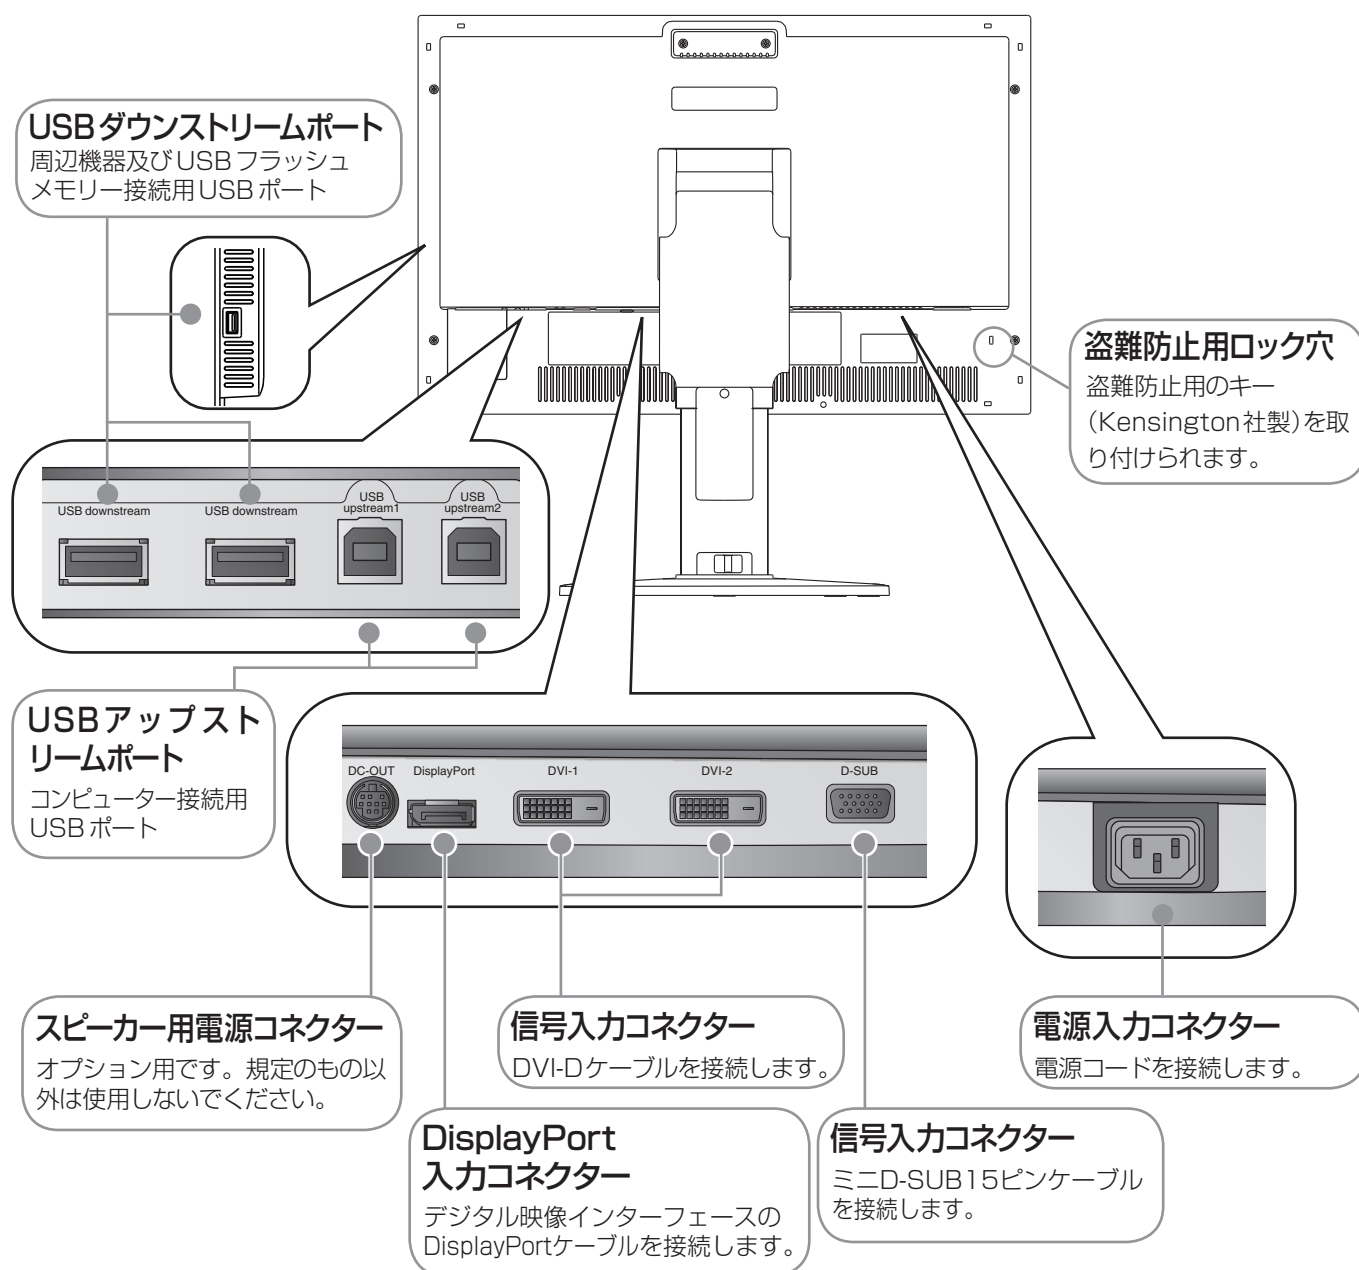 USBダウンストリームポート
周辺機器及びUSBフラッシュ
メモリー接続用USBポート
盗難防止用ロック穴
盗難防止用のキー
（Kensington社製）を取
り付けられます。
USB downstream
USB downstream
USB
upstream1
USB
upstream2
USBアップスト
リームポート
コンピューター接続用
USBポート
DC-OUT
DisplayPort
DVI-1
DVI-2
D-SUB
スピーカー用電源コネクター
オプション用です。規定のもの以
外は使用しないでください。
信号入力コネクター
DVI-Dケーブルを接続します。
電源入力コネクター
電源コードを接続します。
DisplayPort
入力コネクター
デジタル映像インターフェースの
DisplayPortケーブルを接続します。
信号入力コネクター
ミニD-SUB15ピンケーブル
を接続します。